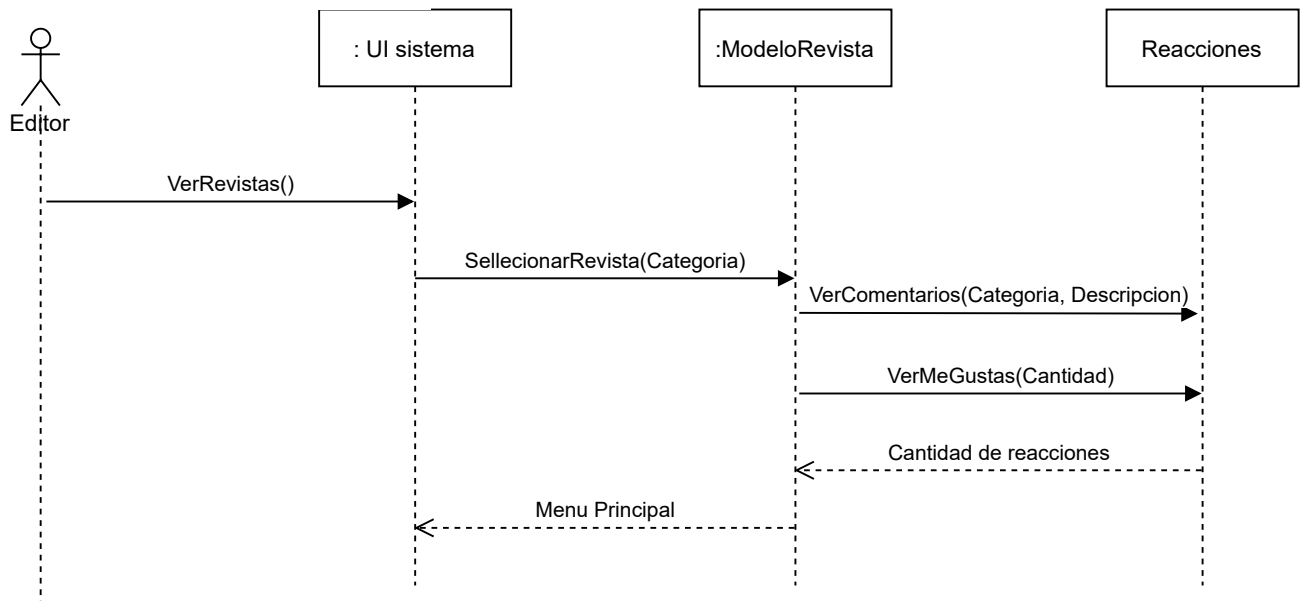 : UI sistema
:ModeloRevista
Reacciones
Editor
VerRevistas()
SellecionarRevista(Categoria)
VerComentarios(Categoria, Descripcion)
VerMeGustas(Cantidad)
Cantidad de reacciones
Menu Principal